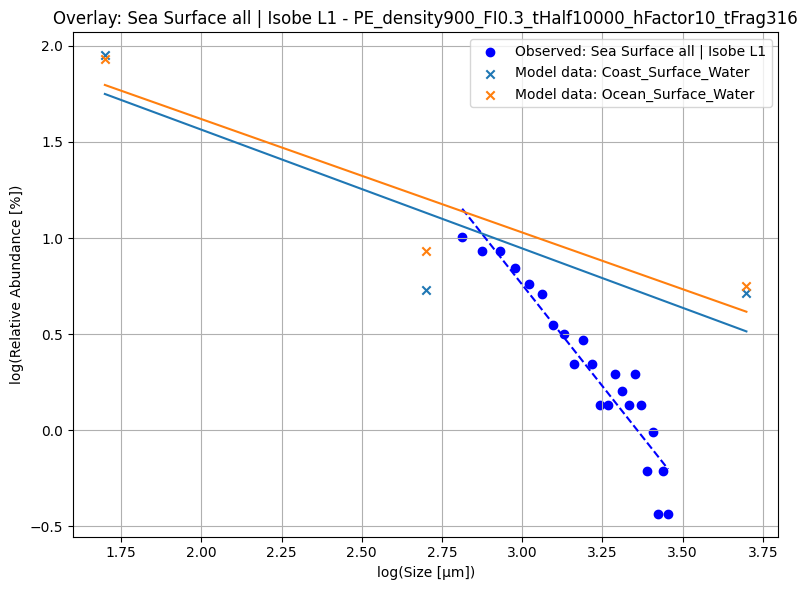 Overlay: Sea Surface all | Isobe L1 - PE_density900_FI0.3_tHalf10000_hFactor10_tFrag316
Observed: Sea Surface all | Isobe L1
Model data: Coast_Surface_Water
Model data: Ocean_Surface_Water
log(Relative Abundance [%])
2.0
1.5
1.0
0.5
0.0
−0.5
1.75 2.00 2.25 2.50 2.75 3.00 3.25 3.50 3.75
log(Size [μm])